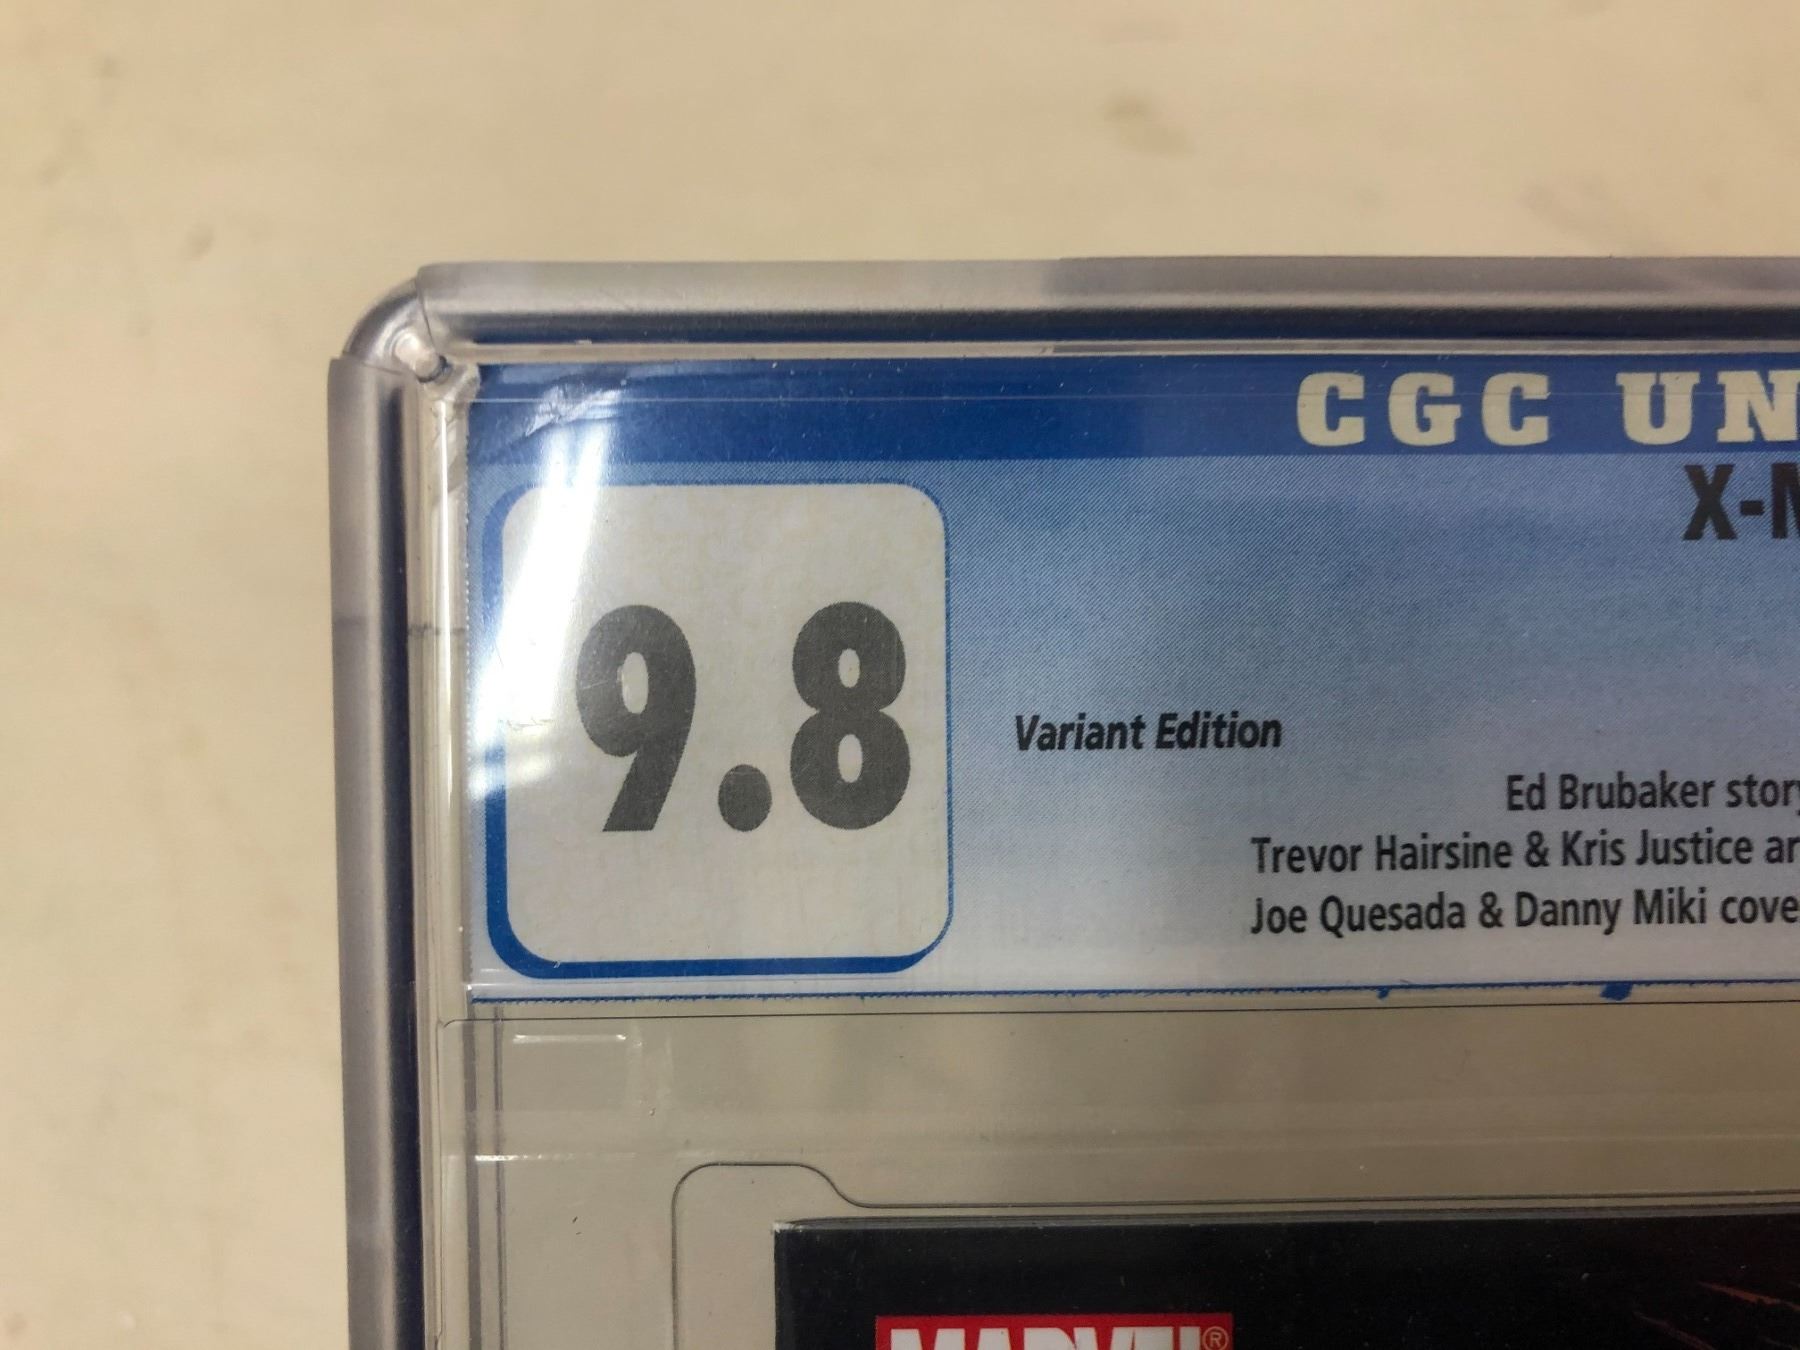 CGC UN
X-M
9.8
Variant Edition
Ed Brubaker story
Trevor Hairsine & Kris Justice ar
Joe Quesada & Danny Miki cove
MARVEL®